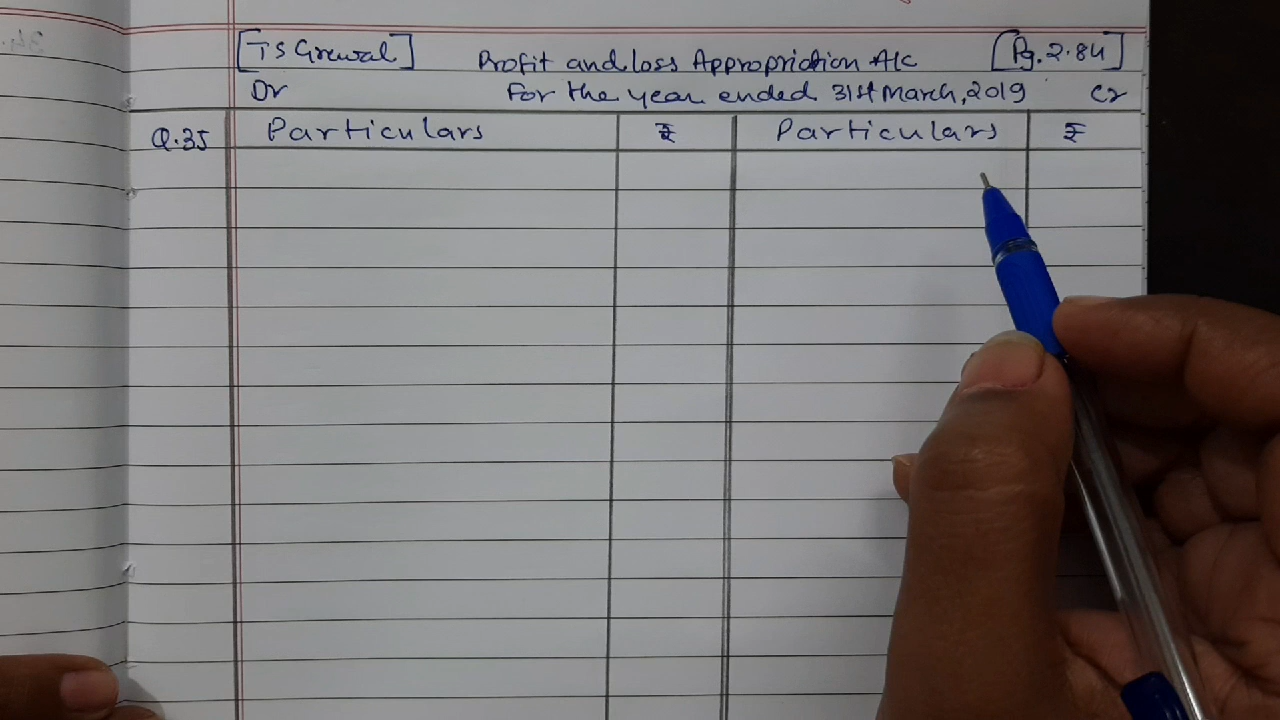 [TS Grewal] Profit and loss Appropriation A/c [Pg. 2.84]
Dr For the year ended 31st March, 2019 Cr
Q.35 Particulars ₹ Particulars ₹